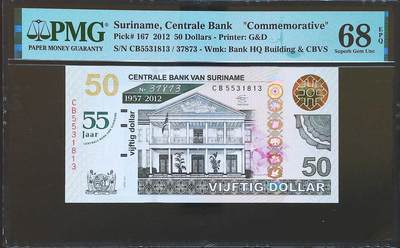 PMG
PAPER MONEY GUARANTY
Suriname, Centrale Bank "Commemorative"
Pick# 167 2012 50 Dollars - Printer: G&D
S/N CB5531813 / 37873 - Wmk: Bank HQ Building & CBVS
68 EPQ
Superb Gem Unc
50
CENTRALE BANK VAN SURINAME
Nº 37873
CB5531813
1957-2012
55
Jaar
vijftig dollar
CB5531813
50
VIJFTIG DOLLAR